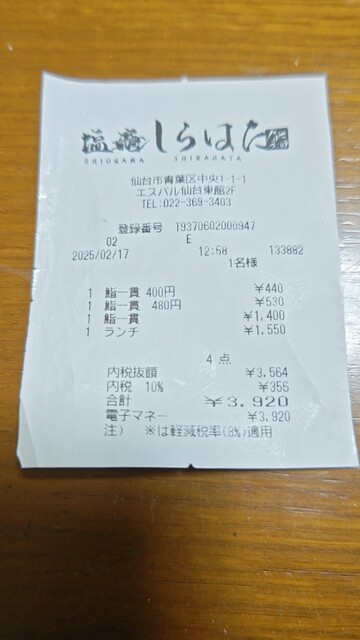 塩竈 しらはた 鮨
SHIOGAMA SHIRAHATA
仙台市青葉区中央1-1-1
エスパル仙台東館2F
TEL:022-369-3403
登録番号 T9370602000947
02 E
2025/02/17 12:58 133882
1名様
1 鮨一貫 400円 ¥440
1 鮨一貫 480円 ¥530
1 鮨一貫 ¥1,400
1 ランチ ¥1,550
4 点
内税抜額 ¥3,564
内税 10% ¥356
合計 ¥3,920
電子マネー ¥3,920
注) ※は軽減税率(8%)適用